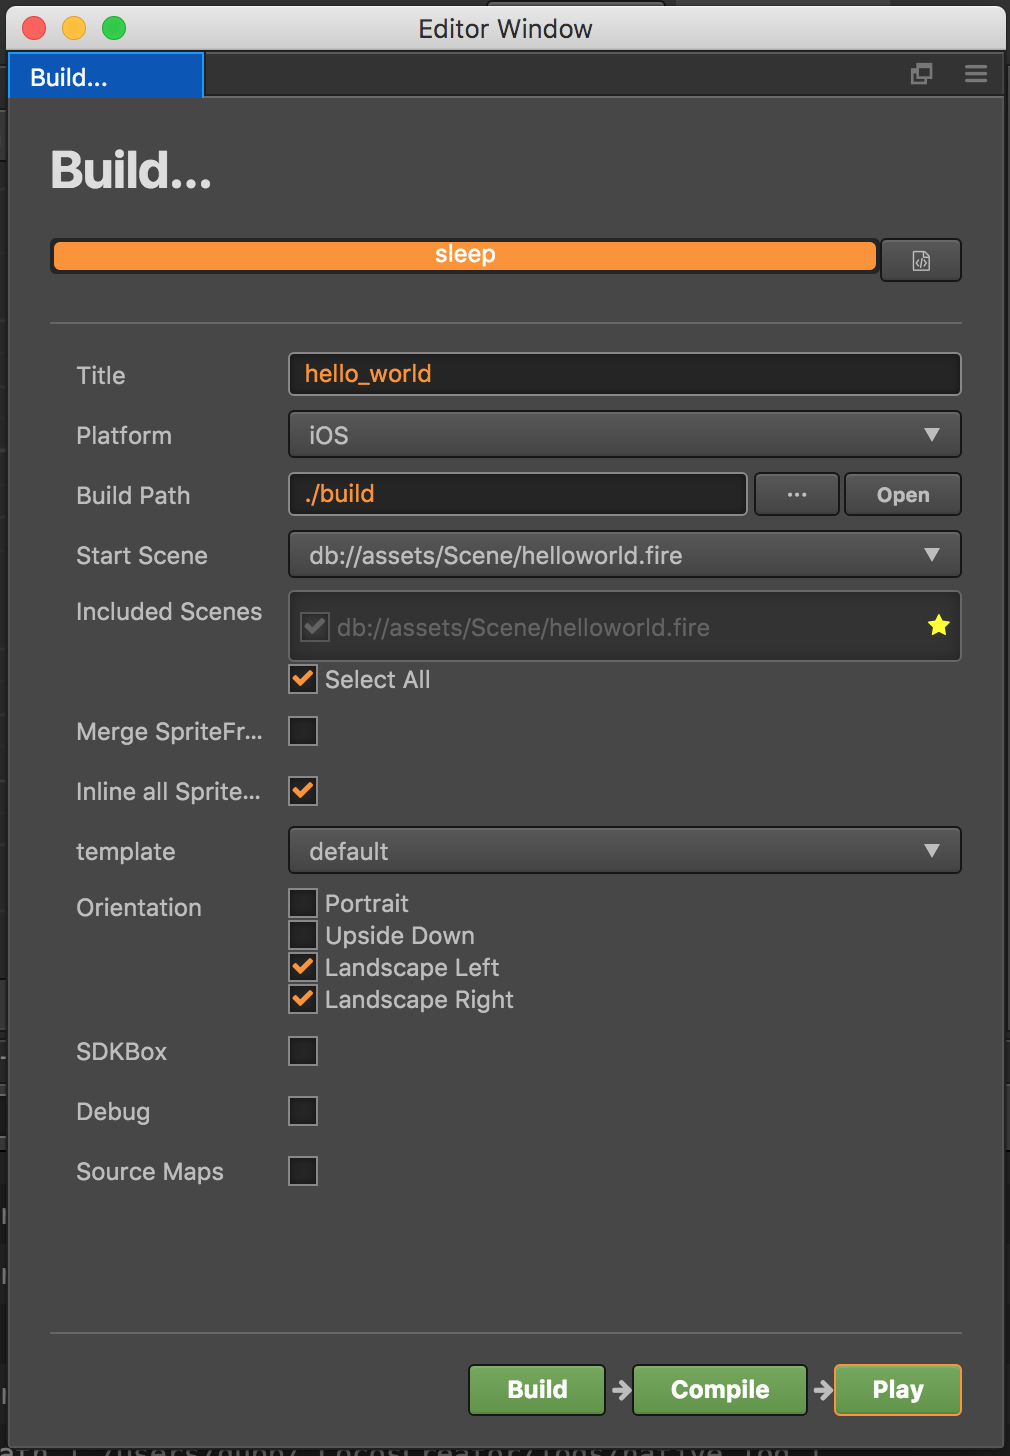 Editor Window
Build...
Build...
sleep
Title
hello_world
Platform
iOS
Build Path
./build
...
Open
Start Scene
db://assets/Scene/helloworld.fire
Included Scenes
db://assets/Scene/helloworld.fire
Select All
Merge SpriteFr...
Inline all Sprite...
template
default
Orientation
Portrait
Upside Down
Landscape Left
Landscape Right
SDKBox
Debug
Source Maps
Build
Compile
Play